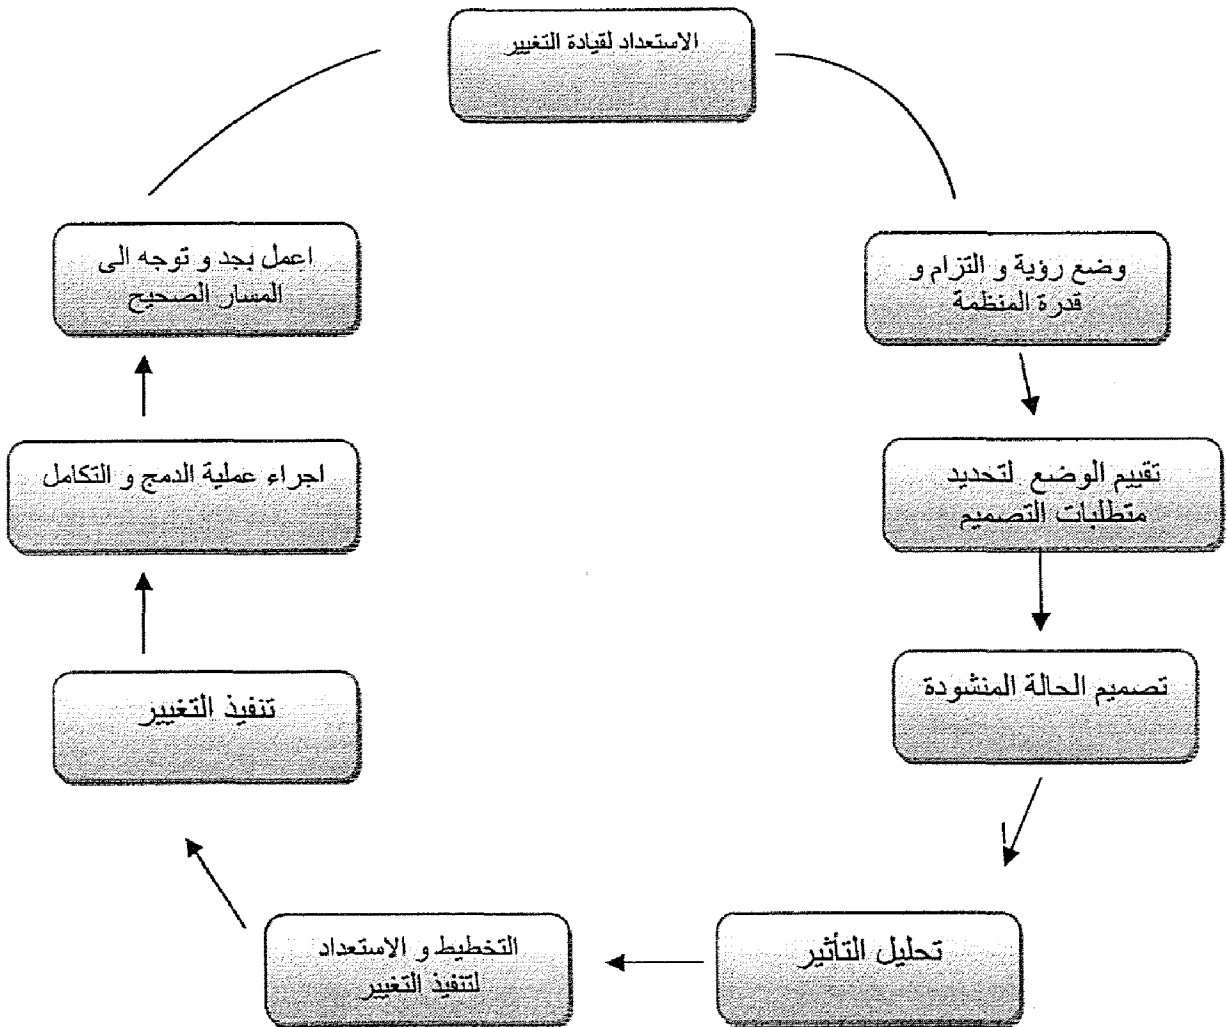 الاستعداد لقيادة التغيير
وضع رؤية و التزام و
قدرة المنظمة
تقييم الوضع لتحديد
متطلبات التصميم
تصميم الحالة المنشودة
تحليل التأثير
التخطيط و الاستعداد
لتنفيذ التغيير
تنفيذ التغيير
اجراء عملية الدمج و التكامل
اعمل بجد و توجه الى
المسار الصحيح